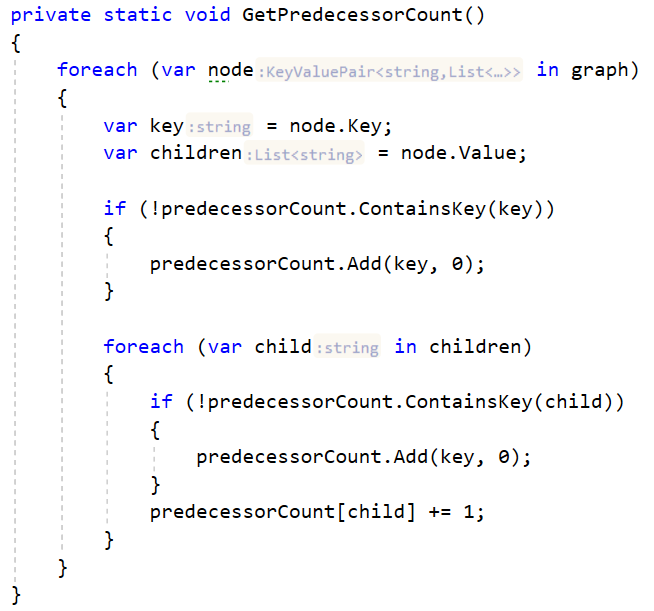 private static void GetPredecessorCount()
{
foreach (var node:KeyValuePair<string,List<…>> in graph)
{
var key:string = node.Key;
var children:List<string> = node.Value;
if (!predecessorCount.ContainsKey(key))
{
predecessorCount.Add(key, 0);
}
foreach (var child:string in children)
{
if (!predecessorCount.ContainsKey(child))
{
predecessorCount.Add(key, 0);
}
predecessorCount[child] += 1;
}
}
}